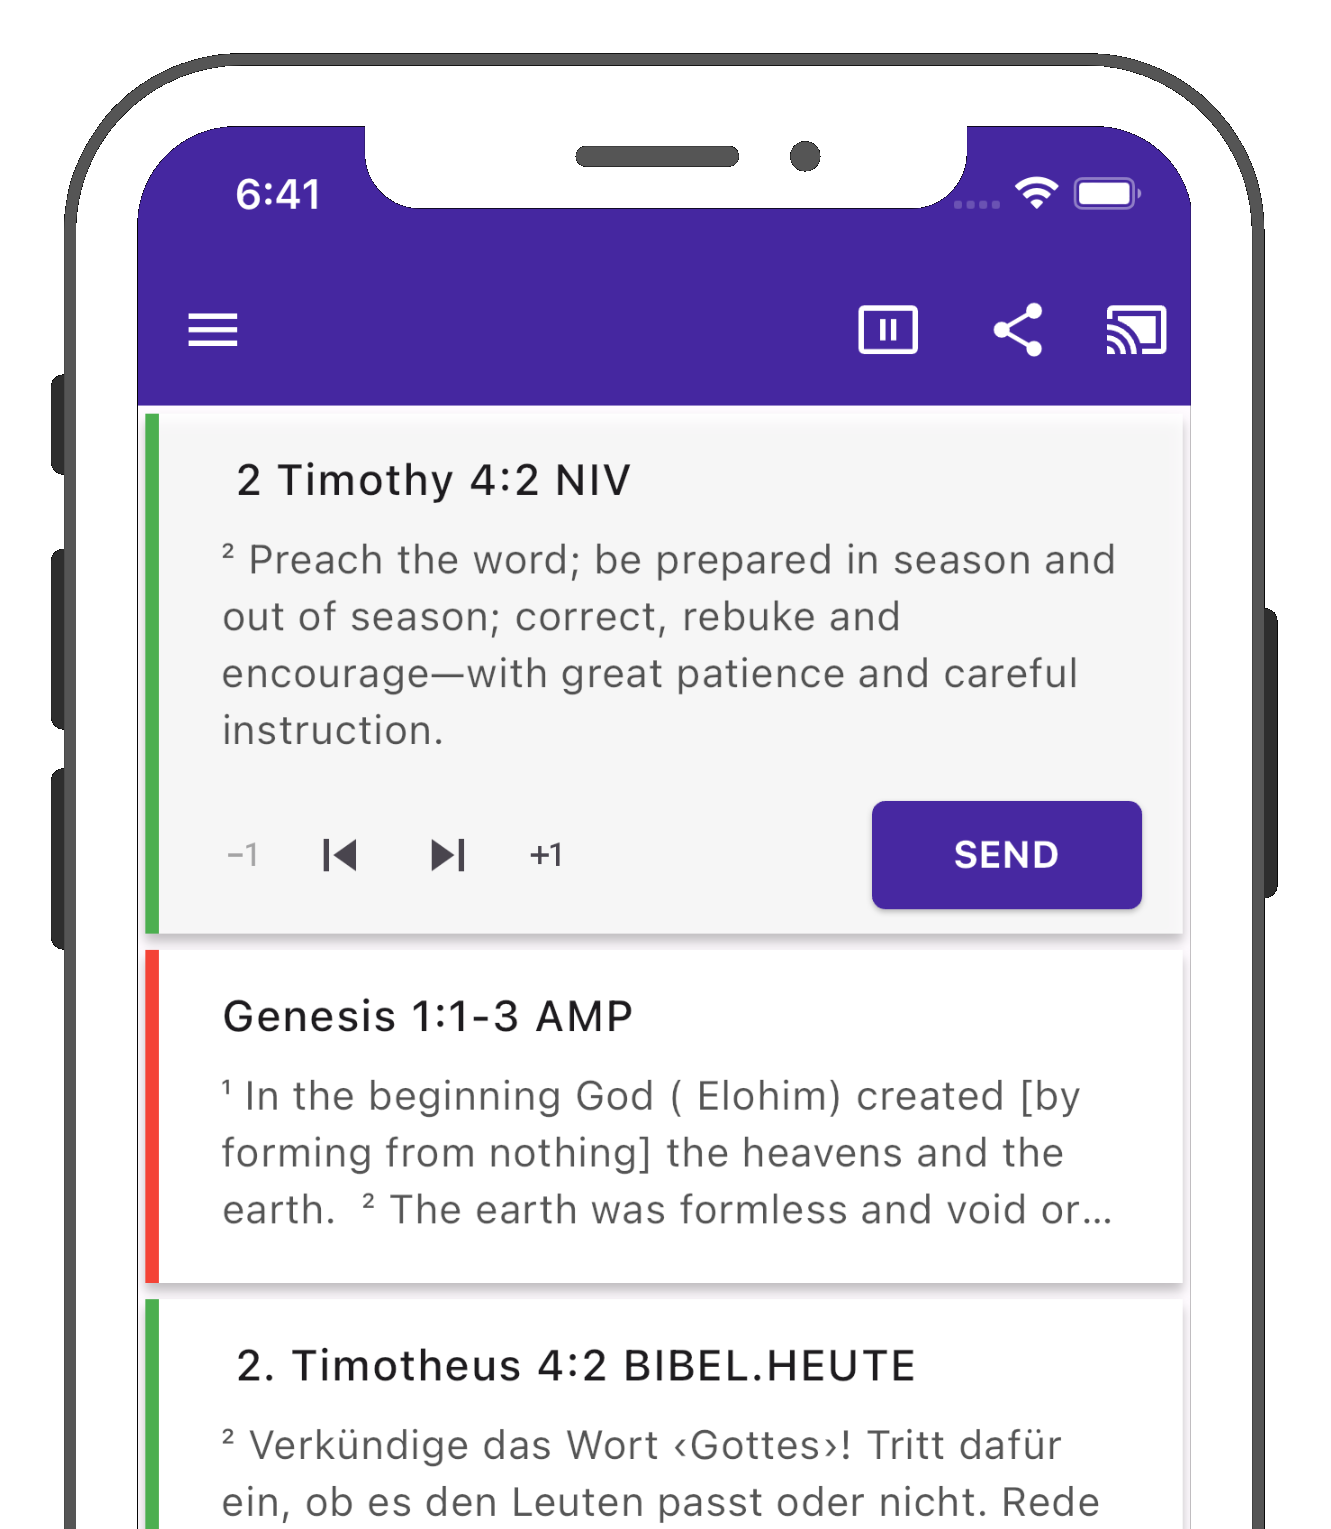 6:41
2 Timothy 4:2 NIV
² Preach the word; be prepared in season and
out of season; correct, rebuke and
encourage—with great patience and careful
instruction.
−1 +1 SEND
Genesis 1:1-3 AMP
¹ In the beginning God ( Elohim) created [by
forming from nothing] the heavens and the
earth.  ² The earth was formless and void or...
2. Timotheus 4:2 BIBEL.HEUTE
² Verkündige das Wort ‹Gottes›! Tritt dafür
ein, ob es den Leuten passt oder nicht. Rede